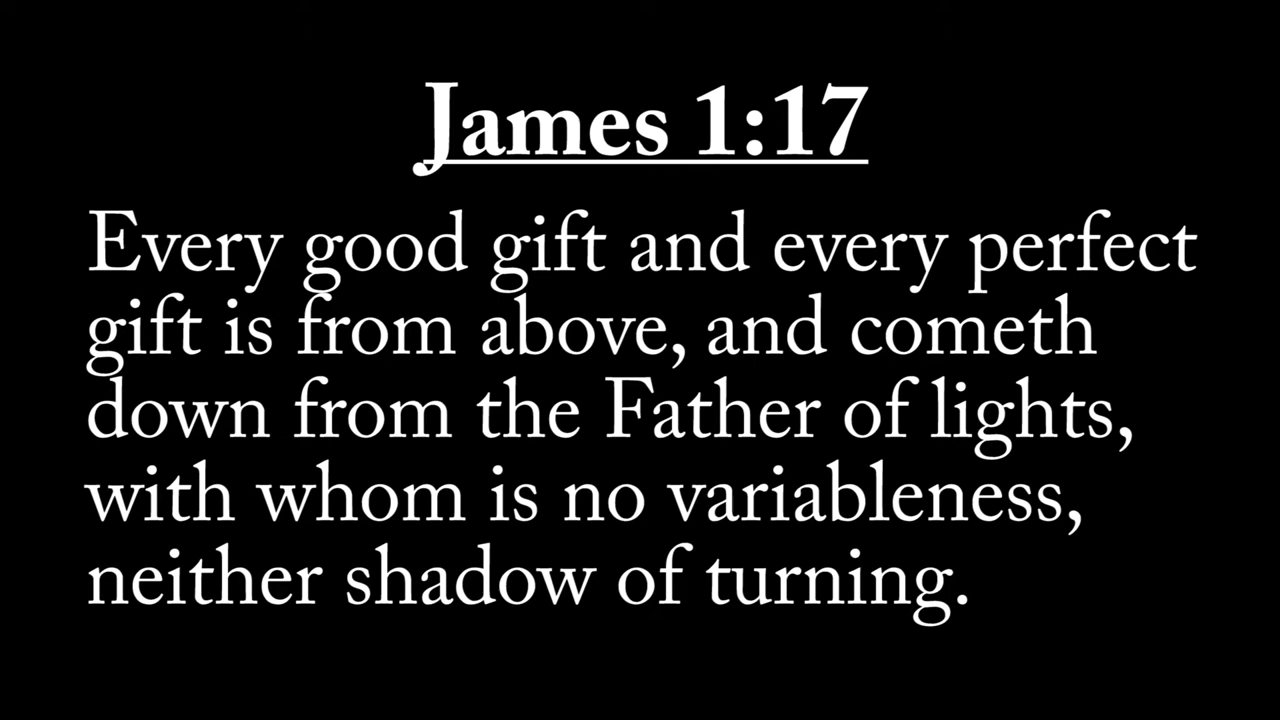 James 1:17
Every good gift and every perfect
gift is from above, and cometh
down from the Father of lights,
with whom is no variableness,
neither shadow of turning.